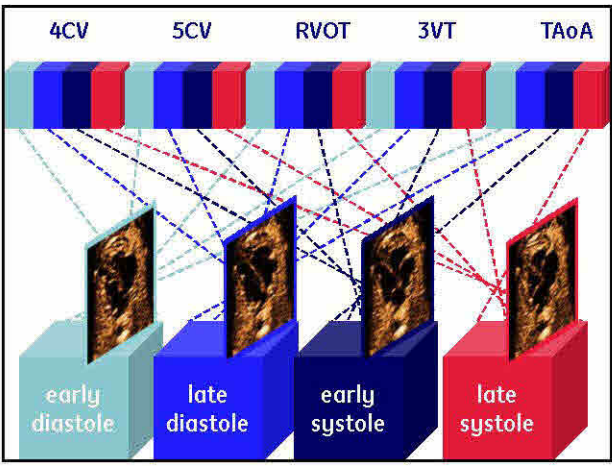 4CV 5CV RVOT 3VT TAoA
early diastole
late diastole
early systole
late systole